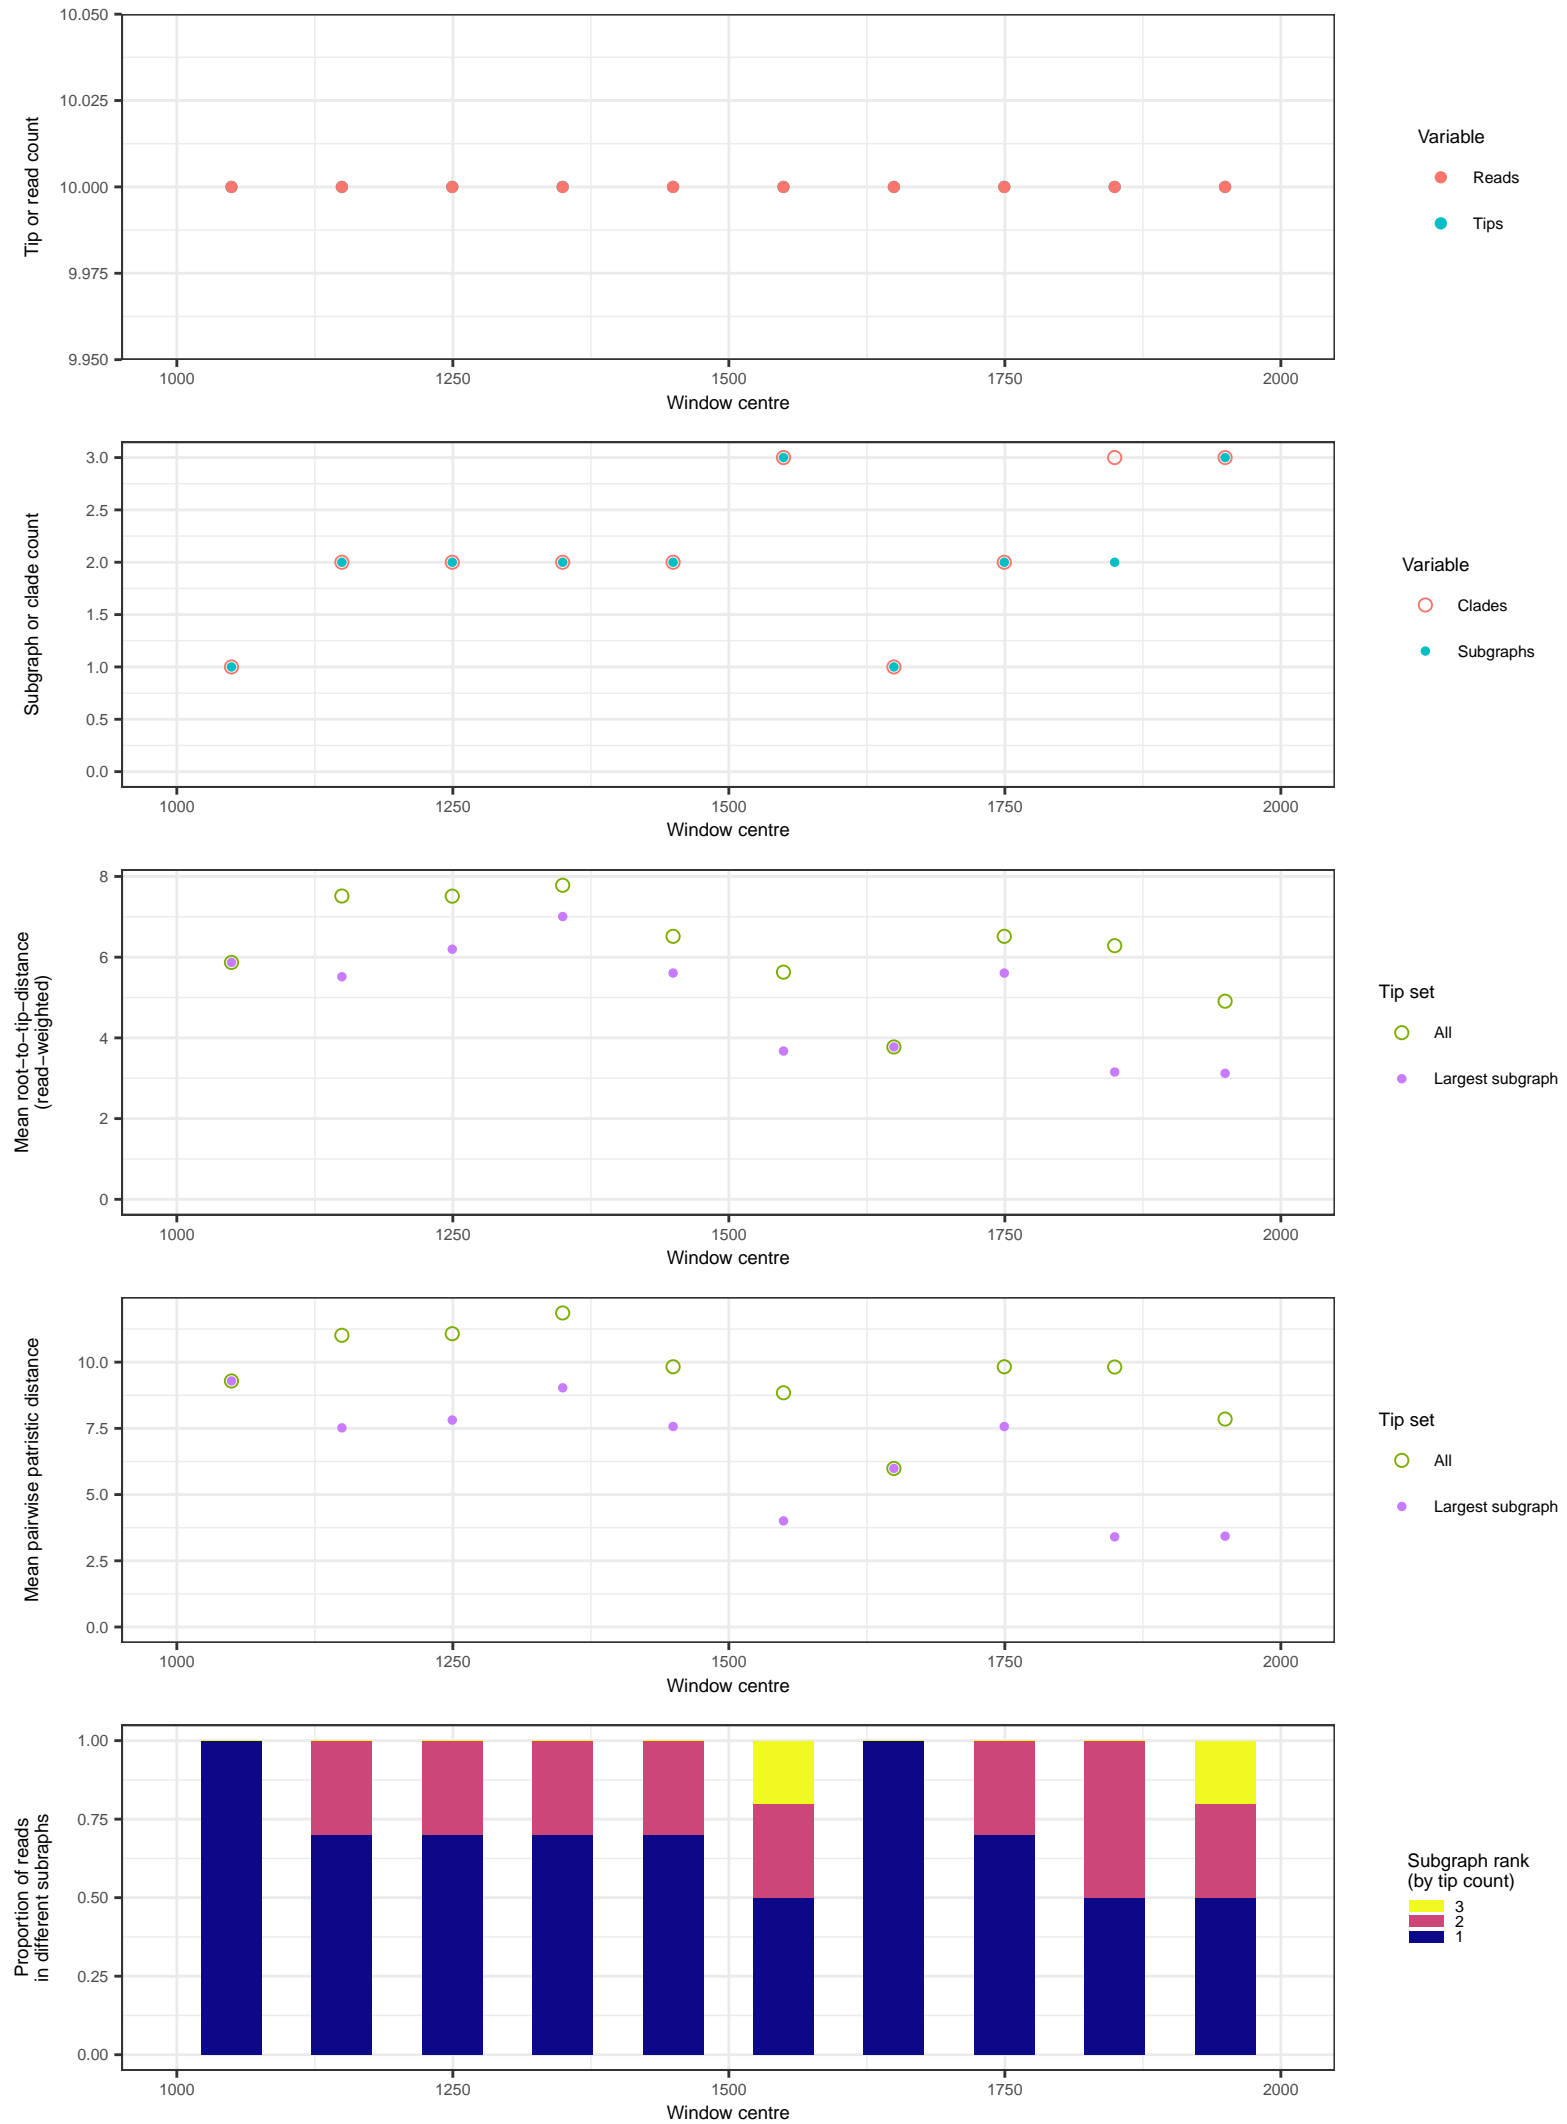 10.050
10.025
10.000
9.975
9.950
Tip or read count
1000 1250 1500 1750 2000
Window centre
Variable
Reads
Tips
3.0
2.5
2.0
1.5
1.0
0.5
0.0
Subgraph or clade count
1000 1250 1500 1750 2000
Window centre
Variable
Clades
Subgraphs
8
6
4
2
0
Mean root−to−tip−distance
(read−weighted)
1000 1250 1500 1750 2000
Window centre
Tip set
All
Largest subgraph
10.0
7.5
5.0
2.5
0.0
Mean pairwise patristic distance
1000 1250 1500 1750 2000
Window centre
Tip set
All
Largest subgraph
1.00
0.75
0.50
0.25
0.00
Proportion of reads
in different subraphs
1000 1250 1500 1750 2000
Window centre
Subgraph rank
(by tip count)
3
2
1